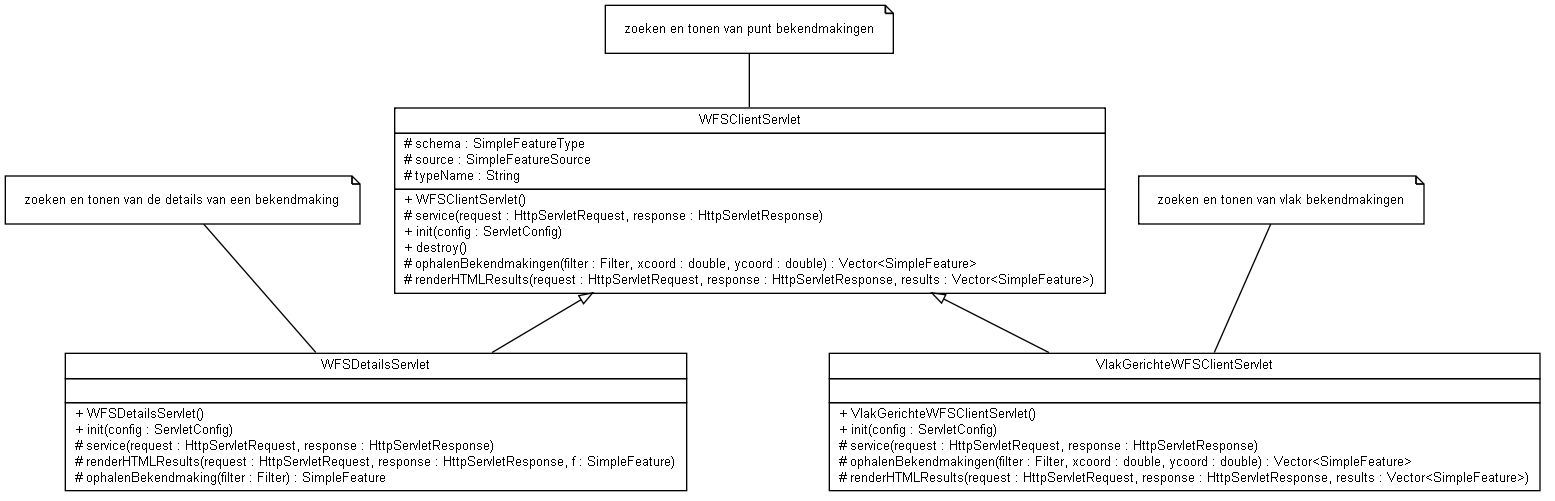 zoeken en tonen van punt bekendmakingen
WFSClientServlet
# schema : SimpleFeatureType
# source : SimpleFeatureSource
# typeName : String
+ WFSClientServlet()
# service(request : HttpServletRequest, response : HttpServletResponse)
+ init(config : ServletConfig)
+ destroy()
# ophalenBekendmakingen(filter : Filter, xcoord : double, ycoord : double) : Vector<SimpleFeature>
# renderHTMLResults(request : HttpServletRequest, response : HttpServletResponse, results : Vector<SimpleFeature>)
zoeken en tonen van de details van een bekendmaking
zoeken en tonen van vlak bekendmakingen
WFSDetailsServlet
+ WFSDetailsServlet()
+ init(config : ServletConfig)
# service(request : HttpServletRequest, response : HttpServletResponse)
# renderHTMLResults(request : HttpServletRequest, response : HttpServletResponse, f : SimpleFeature)
# ophalenBekendmaking(filter : Filter) : SimpleFeature
VlakGerichteWFSClientServlet
+ VlakGerichteWFSClientServlet()
+ init(config : ServletConfig)
# service(request : HttpServletRequest, response : HttpServletResponse)
# ophalenBekendmakingen(filter : Filter, xcoord : double, ycoord : double) : Vector<SimpleFeature>
# renderHTMLResults(request : HttpServletRequest, response : HttpServletResponse, results : Vector<SimpleFeature>)